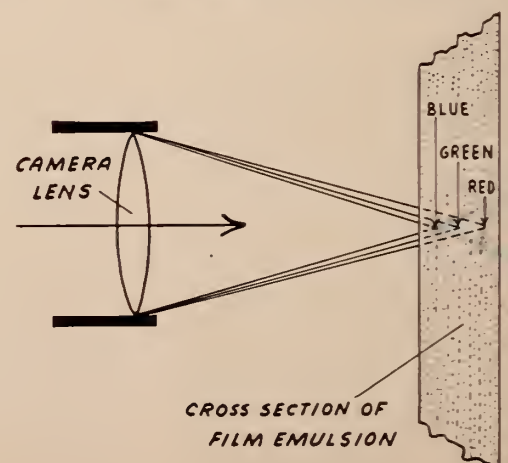 BLUE
GREEN
RED
CAMERA
LENS
CROSS SECTION OF
FILM EMULSION